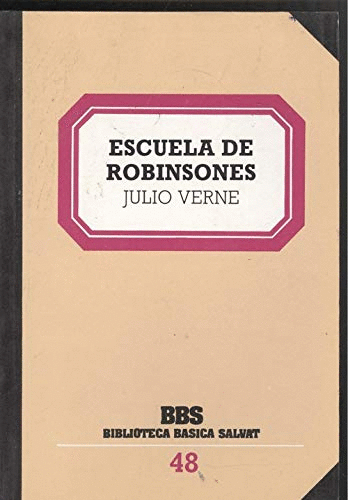 ESCUELA DE
ROBINSONES
JULIO VERNE
BBS
BIBLIOTECA BASICA SALVAT
48